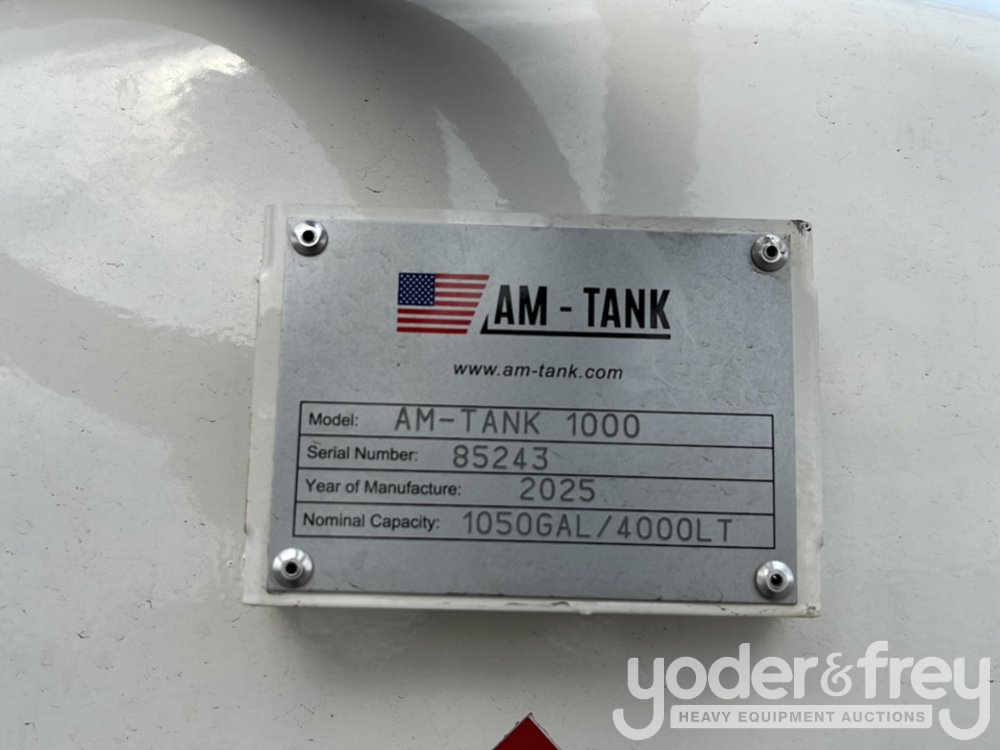 AM - TANK
www.am-tank.com
Model: AM-TANK 1000
Serial Number: 85243
Year of Manufacture: 2025
Nominal Capacity: 1050GAL/4000LT
yoder&frey
HEAVY EQUIPMENT AUCTIONS